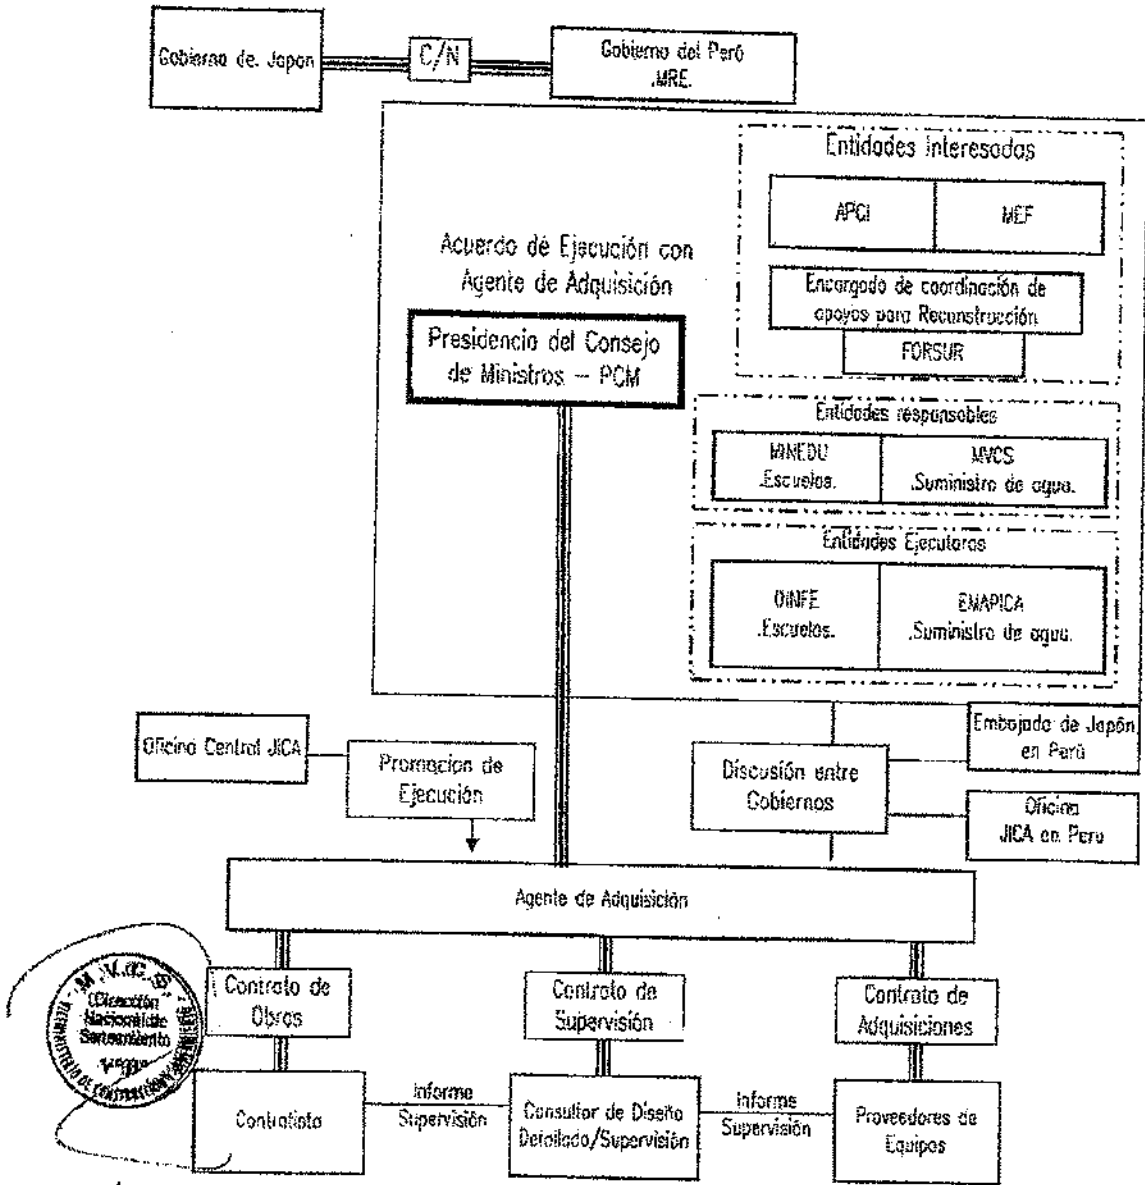 Gobierno de. Japon
C/N
Gobierno del Perú
.MRE.
Entidades Interesadas
APCI
MEF
Encargado de coordinación de
apoyos para Reconstrucción
FORSUR
Acuerdo de Ejecución con
Agente de Adquisición
Presidencia del Consejo
de Ministros – PCM
Entidades responsables
MINEDU
.Escuelas.
MVCS
.Suministro de agua.
Entidades Ejecutoras
OINFE
.Escuelas.
EMAPICA
.Suministro de agua.
Oficina Central JICA
Promocion de
Ejecución
Discusión entre
Gobiernos
Embajada de Japón
en Perú
Oficina
JICA en Peru
Agente de Adquisición
Contrato de
Obras
Contrato de
Supervisión
Contrato de
Adquisiciones
M.V.C.S.
Dirección
Nacional de
Saneamiento
Contratista
Informe
Supervisión
Consultor de Diseño
Detallado/Supervisión
Informe
Supervisión
Proveedores de
Equipos